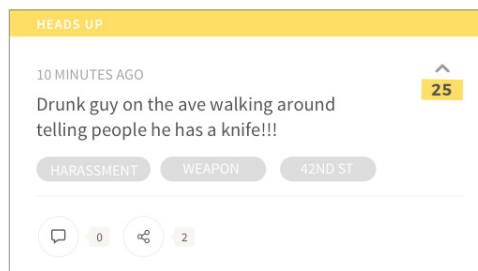 HEADS UP
10 MINUTES AGO
25
Drunk guy on the ave walking around
telling people he has a knife!!!
HARASSMENT WEAPON 42ND ST
0 2